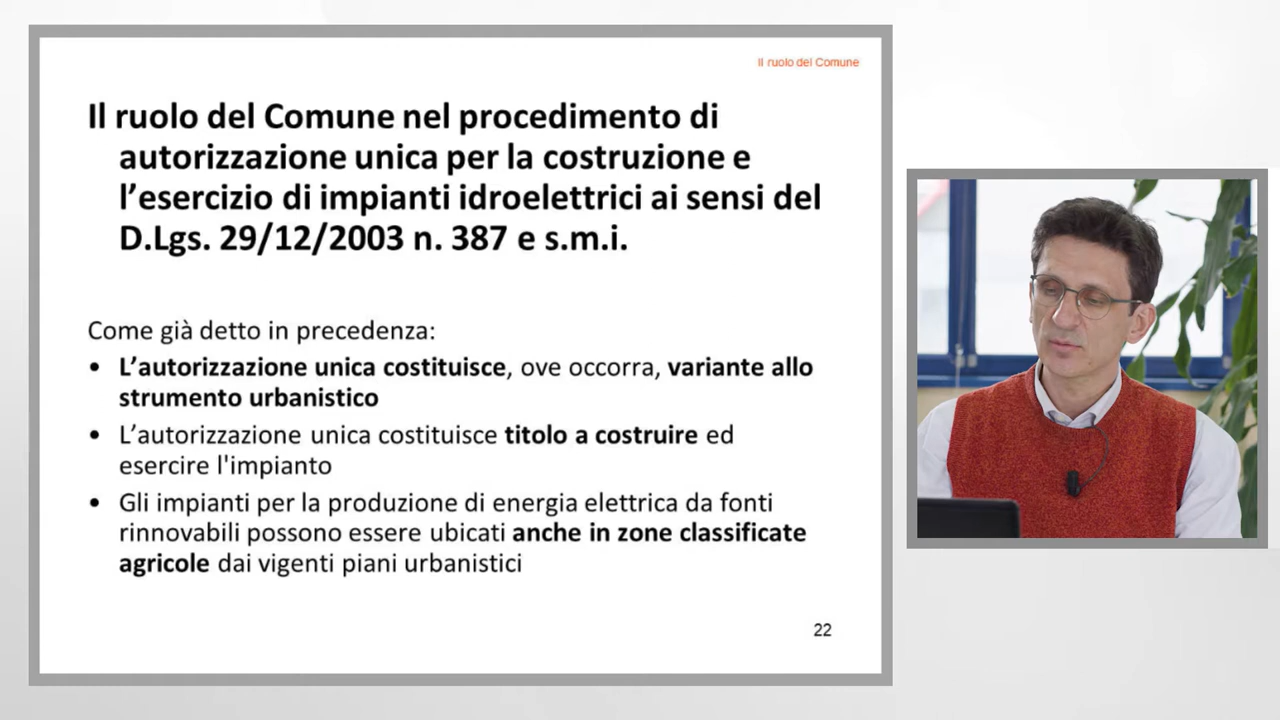 Il ruolo del Comune
Il ruolo del Comune nel procedimento di
autorizzazione unica per la costruzione e
l’esercizio di impianti idroelettrici ai sensi del
D.Lgs. 29/12/2003 n. 387 e s.m.i.
Come già detto in precedenza:
• L’autorizzazione unica costituisce, ove occorra, variante allo
strumento urbanistico
• L’autorizzazione unica costituisce titolo a costruire ed
esercire l'impianto
• Gli impianti per la produzione di energia elettrica da fonti
rinnovabili possono essere ubicati anche in zone classificate
agricole dai vigenti piani urbanistici
22